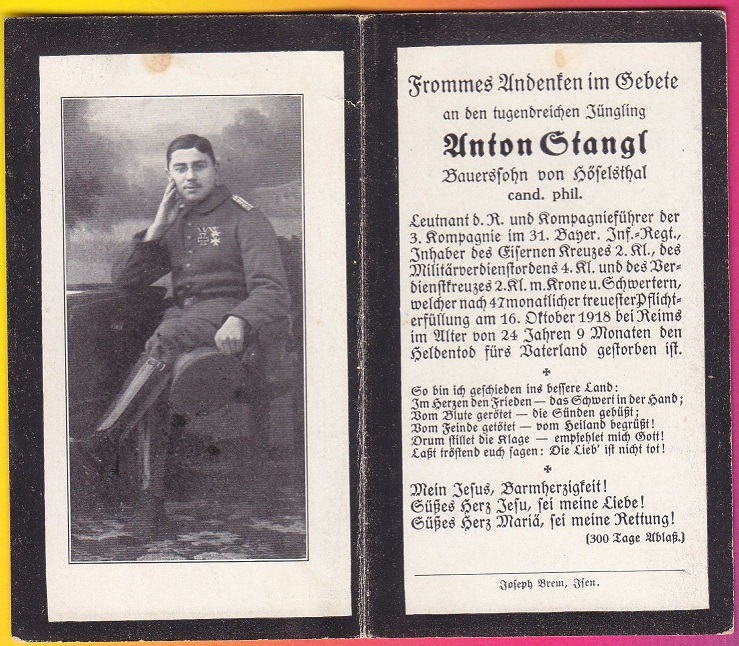 Frommes Andenken im Gebete
an den tugendreichen Jüngling
Anton Stangl
Bauerssohn von Höselsthal
cand. phil.
Leutnant d. R. und Kompagnieführer der
3. Kompagnie im 31. Bayer. Inf.-Regt.,
Inhaber des Eisernen Kreuzes 2. Kl., des
Militärverdienstordens 4. Kl. und des Ver-
dienstkreuzes 2. Kl. m. Krone u. Schwertern,
welcher nach 47monatlicher treuester Pflicht-
erfüllung am 16. Oktober 1918 bei Reims
im Alter von 24 Jahren 9 Monaten den
Heldentod fürs Vaterland gestorben ist.
So bin ich geschieden ins bessere Land:
Im Herzen den Frieden — das Schwert in der Hand;
Vom Blute gerötet — die Sünden gebüßt;
Vom Feinde getötet — vom Heiland begrüßt!
Drum stillet die Klage — empfehlet mich Gott!
Laßt tröstend euch sagen: Die Lieb' ist nicht tot!
Mein Jesus, Barmherzigkeit!
Süßes Herz Jesu, sei meine Liebe!
Süßes Herz Mariä, sei meine Rettung!
(300 Tage Ablaß.)
Joseph Brem, Isen.